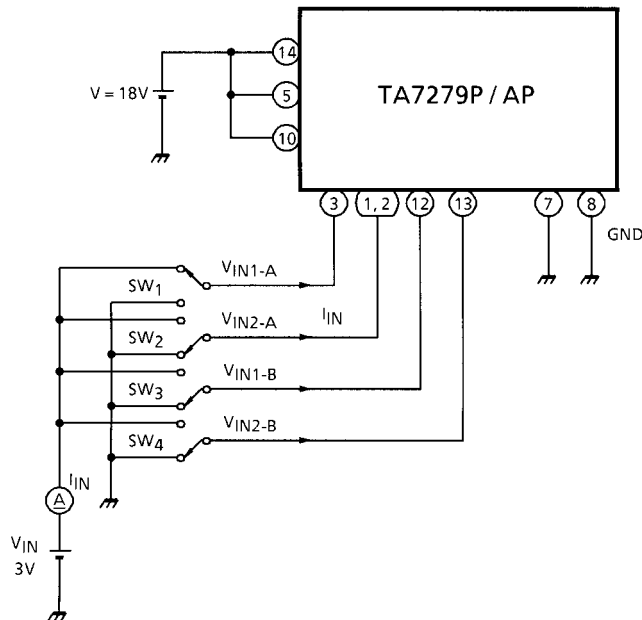 14
V = 18V
5
TA7279P / AP
10
3
1, 2
12
13
7
8
GND
VIN1-A
SW1
IIN
VIN2-A
SW2
VIN1-B
SW3
VIN2-B
SW4
IIN
A
VIN
3V